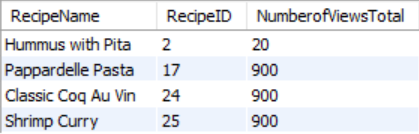 RecipeName RecipeID NumberofViewsTotal
Hummus with Pita 2 20
Pappardelle Pasta 17 900
Classic Coq Au Vin 24 900
Shrimp Curry 25 900